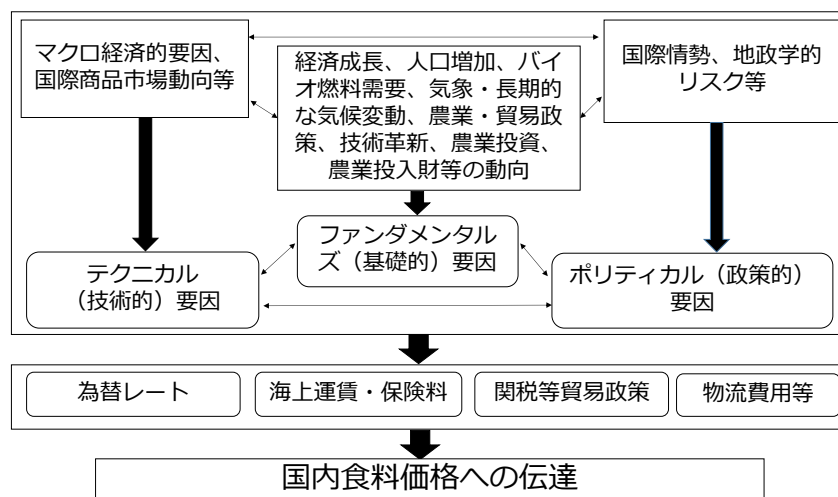 マクロ経済的要因、
国際商品市場動向等
経済成長、人口増加、バイ
オ燃料需要、気象・長期的
な気候変動、農業・貿易政
策、技術革新、農業投資、
農業投入財等の動向
国際情勢、地政学的
リスク等
テクニカル
（技術的）要因
ファンダメンタル
ズ（基礎的）要因
ポリティカル（政策的）
要因
為替レート
海上運賃・保険料
関税等貿易政策
物流費用等
国内食料価格への伝達